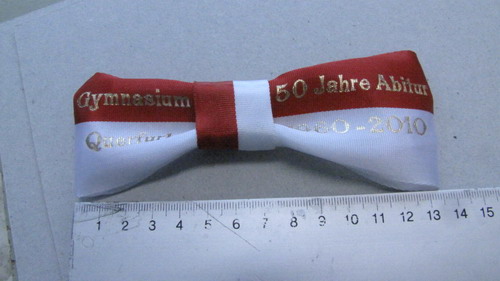 Gymnasium 50 Jahre Abitur
Querfurt 1960-2010
1 2 3 4 5 6 7 8 9 10 11 12 13 14 15